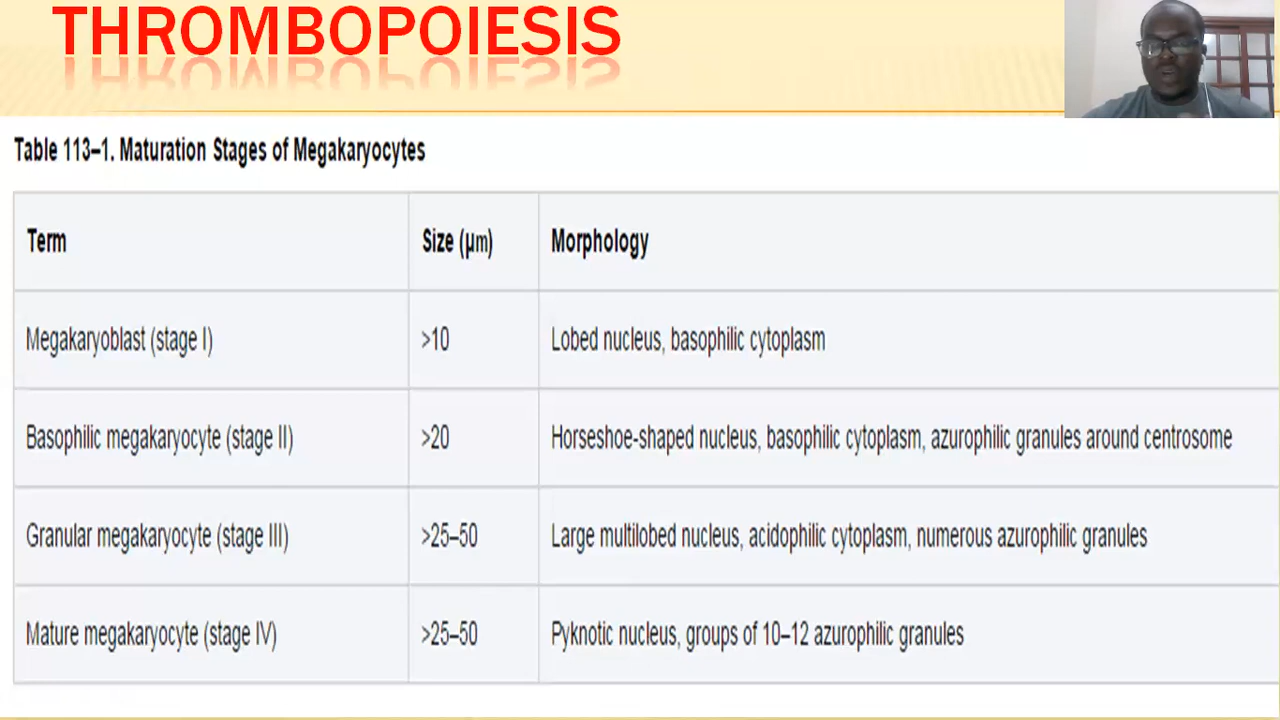 THROMBOPOIESIS
Table 113–1. Maturation Stages of Megakaryocytes
Term Size (µm) Morphology
Megakaryoblast (stage I) >10 Lobed nucleus, basophilic cytoplasm
Basophilic megakaryocyte (stage II) >20 Horseshoe-shaped nucleus, basophilic cytoplasm, azurophilic granules around centrosome
Granular megakaryocyte (stage III) >25–50 Large multilobed nucleus, acidophilic cytoplasm, numerous azurophilic granules
Mature megakaryocyte (stage IV) >25–50 Pyknotic nucleus, groups of 10–12 azurophilic granules